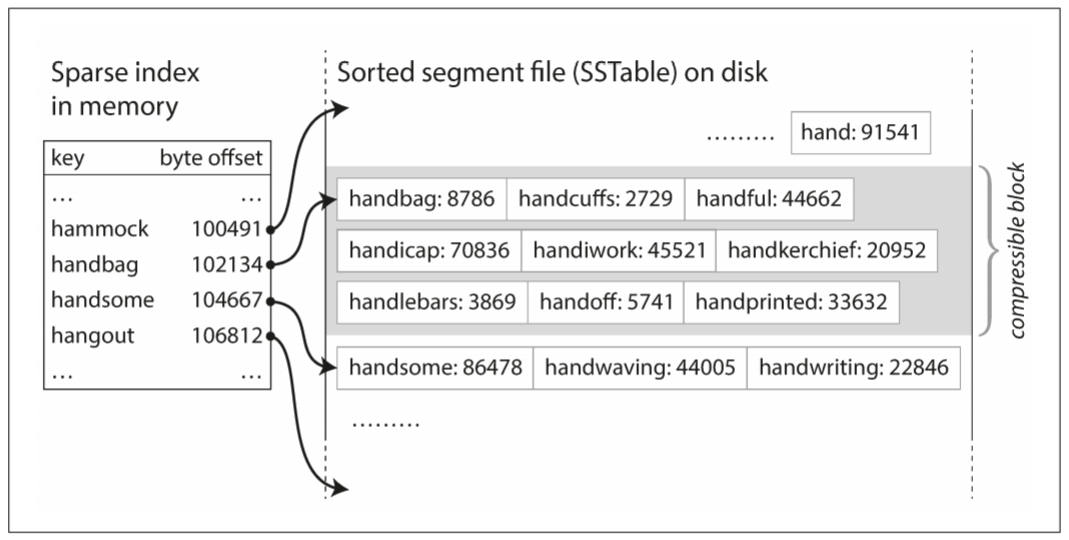 Sparse index
in memory
key byte offset
... ...
hammock 100491
handbag 102134
handsome 104667
hangout 106812
... ...
Sorted segment file (SSTable) on disk
......... hand: 91541
handbag: 8786 handcuffs: 2729 handful: 44662
handicap: 70836 handiwork: 45521 handkerchief: 20952
handlebars: 3869 handoff: 5741 handprinted: 33632
handsome: 86478 handwaving: 44005 handwriting: 22846
.........
compressible block